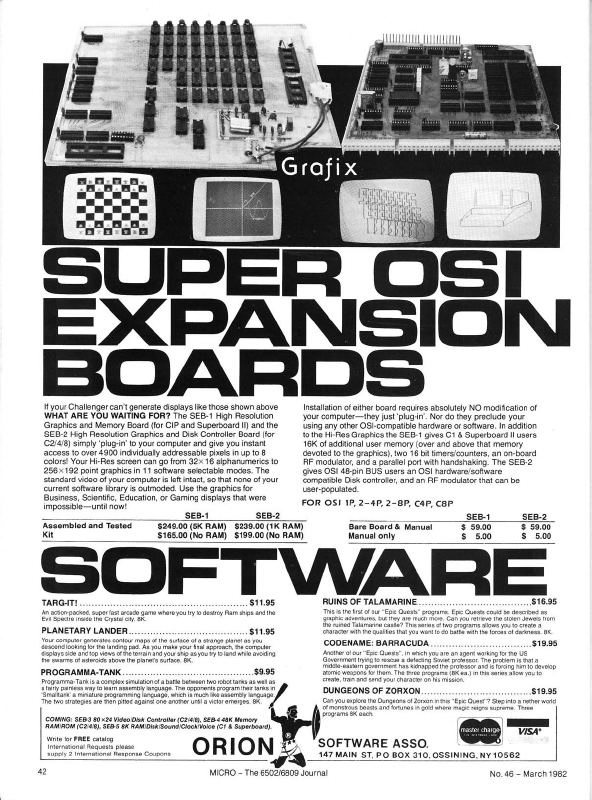 Grafix
SUPER OSI
EXPANSION
BOARDS
If your Challenger can't generate displays like those shown above
WHAT ARE YOU WAITING FOR? The SEB-1 High Resolution
Graphics and Memory Board (for CIP and Superboard II) and the
SEB-2 High Resolution Graphics and Disk Controller Board (for
C2/4/8) simply 'plug-in' to your computer and give you instant
access to over 4900 individually addressable pixels in up to 8
colors! Your Hi-Res screen can go from 32×16 alphanumerics to
256×192 point graphics in 11 software selectable modes. The
standard video of your computer is left intact, so that none of your
current software library is outmoded. Use the graphics for
Business, Scientific, Education, or Gaming displays that were
impossible—until now!
SEB-1 SEB-2
Assembled and Tested $249.00 (5K RAM) $239.00 (1K RAM)
Kit $165.00 (No RAM) $199.00 (No RAM)
Installation of either board requires absolutely NO modification of
your computer—they just 'plug-in'. Nor do they preclude your
using any other OSI-compatible hardware or software. In addition
to the Hi-Res Graphics the SEB-1 gives C1 & Superboard II users
16K of additional user memory (over and above that memory
devoted to the graphics), two 16 bit timers/counters, an on-board
RF modulator, and a parallel port with handshaking. The SEB-2
gives OSI 48-pin BUS users an OSI hardware/software
compatible Disk controller, and an RF modulator that can be
user-populated.
FOR OSI 1P, 2-4P, 2-8P, C4P, C8P
SEB-1 SEB-2
Bare Board & Manual $ 59.00 $ 59.00
Manual only $ 5.00 $ 5.00
SOFTWARE
TARG-IT! $11.95
An action-packed, super fast arcade game where you try to destroy Ram ships and the
Evil Spectre inside the Crystal city. 8K.
PLANETARY LANDER $11.95
Your computer generates contour maps of the surface of a strange planet as you
descend looking for the landing pad. As you make your final approach, the computer
displays side and top views of the terrain and your ship as you try to land while avoiding
the swarms of asteroids above the planet's surface. 8K.
PROGRAMMA-TANK $9.95
Programma-Tank is a complex simulation of a battle between two robot tanks as well as
a fairly painless way to learn assembly language. The opponents program their tanks in
'Smalltank' a miniature programming language, which is much like assembly language.
The two strategies are then pitted against one another until a victor emerges. 8K.
RUINS OF TALAMARINE $16.95
This is the first of our "Epic Quests" programs. Epic Quests could be described as
graphic adventures, but they are much more. Can you retrieve the stolen Jewels from
the ruined Talamarine castle? This series of two programs allows you to create a
character with the qualities that you want to do battle with the forces of darkness. 8K.
CODENAME: BARRACUDA $19.95
Another of our "Epic Quests", in which you are an agent working for the US
Government trying to rescue a defecting Soviet professor. The problem is that a
middle-eastern government has kidnapped the professor and is forcing him to develop
atomic weapons for them. The three programs (8K ea.) in this series allow you to
create, train and send your character on his mission.
DUNGEONS OF ZORXON $19.95
Can you explore the Dungeons of Zorxon in this "Epic Quest"? Step into a nether world
of monstrous beasts and fortunes in gold where magic reigns supreme. Three
programs 8K each.
COMING: SEB-3 80×24 Video/Disk Controller (C2/4/8), SEB-4 48K Memory
RAM/ROM (C2/4/8), SEB-5 8K RAM/Disk/Sound/Clock/Voice (C1 & Superboard).
Write for FREE catalog
International Requests please
supply 2 International Response Coupons
ORION SOFTWARE ASSO.
147 MAIN ST, PO BOX 310, OSSINING, NY 10562
master charge
THE INTERBANK CARD
VISA®
42 MICRO – The 6502/6809 Journal No. 46 – March 1982